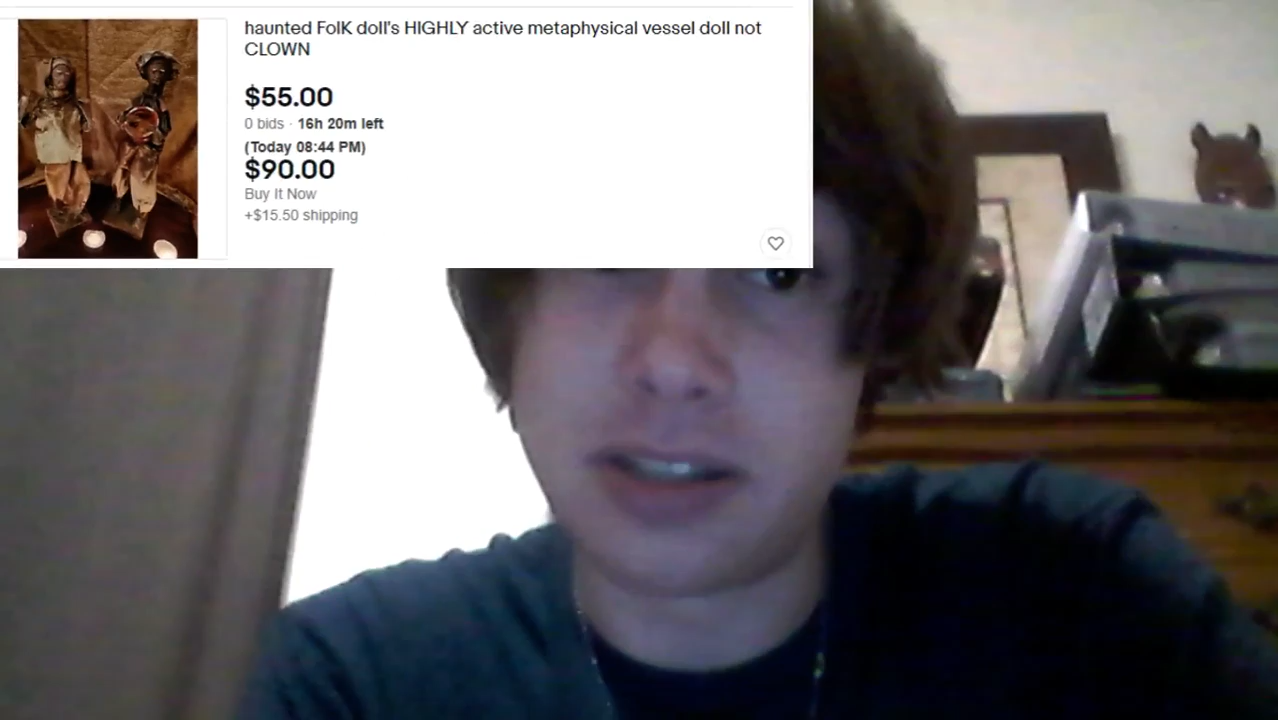 haunted FolK doll's HIGHLY active metaphysical vessel doll not
CLOWN
$55.00
0 bids · 16h 20m left
(Today 08:44 PM)
$90.00
Buy It Now
+$15.50 shipping